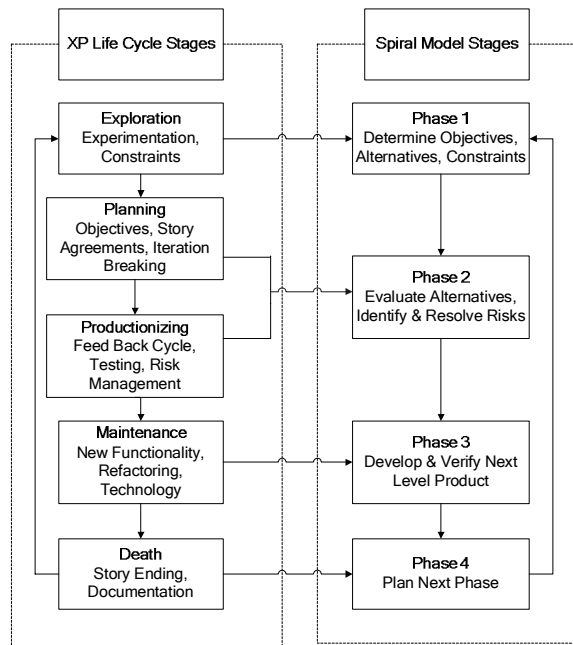 XP Life Cycle Stages
Spiral Model Stages
Exploration
Experimentation,
Constraints
Phase 1
Determine Objectives,
Alternatives, Constraints
Planning
Objectives, Story
Agreements, Iteration
Breaking
Phase 2
Evaluate Alternatives,
Identify & Resolve Risks
Productionizing
Feed Back Cycle,
Testing, Risk
Management
Maintenance
New Functionality,
Refactoring,
Technology
Phase 3
Develop & Verify Next
Level Product
Death
Story Ending,
Documentation
Phase 4
Plan Next Phase